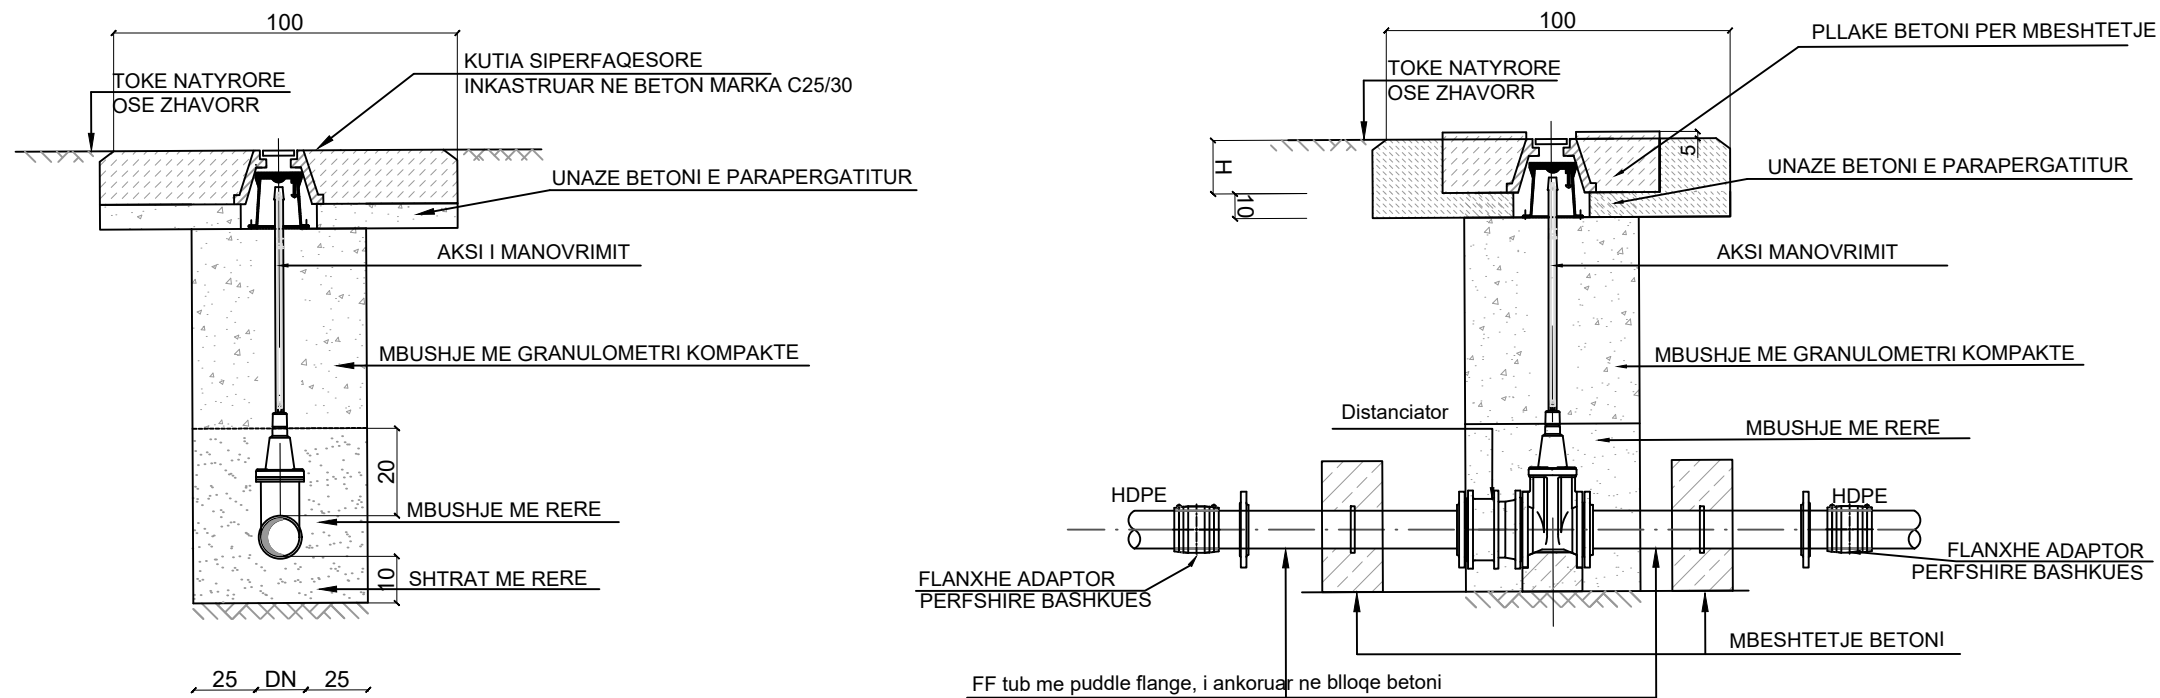 100
KUTIA SIPERFAQESORE
INKASTRUAR NE BETON MARKA C25/30
TOKE NATYRORE
OSE ZHAVORR
UNAZE BETONI E PARAPERGATITUR
AKSI I MANOVRIMIT
MBUSHJE ME GRANULOMETRI KOMPAKTE
20
MBUSHJE ME RERE
10
SHTRAT ME RERE
25 DN 25
100
PLLAKE BETONI PER MBESHTETJE
TOKE NATYRORE
OSE ZHAVORR
5
H
10
UNAZE BETONI E PARAPERGATITUR
AKSI MANOVRIMIT
MBUSHJE ME GRANULOMETRI KOMPAKTE
Distanciator
MBUSHJE ME RERE
HDPE
HDPE
FLANXHE ADAPTOR
PERFSHIRE BASHKUES
FLANXHE ADAPTOR
PERFSHIRE BASHKUES
MBESHTETJE BETONI
FF tub me puddle flange, i ankoruar ne blloqe betoni